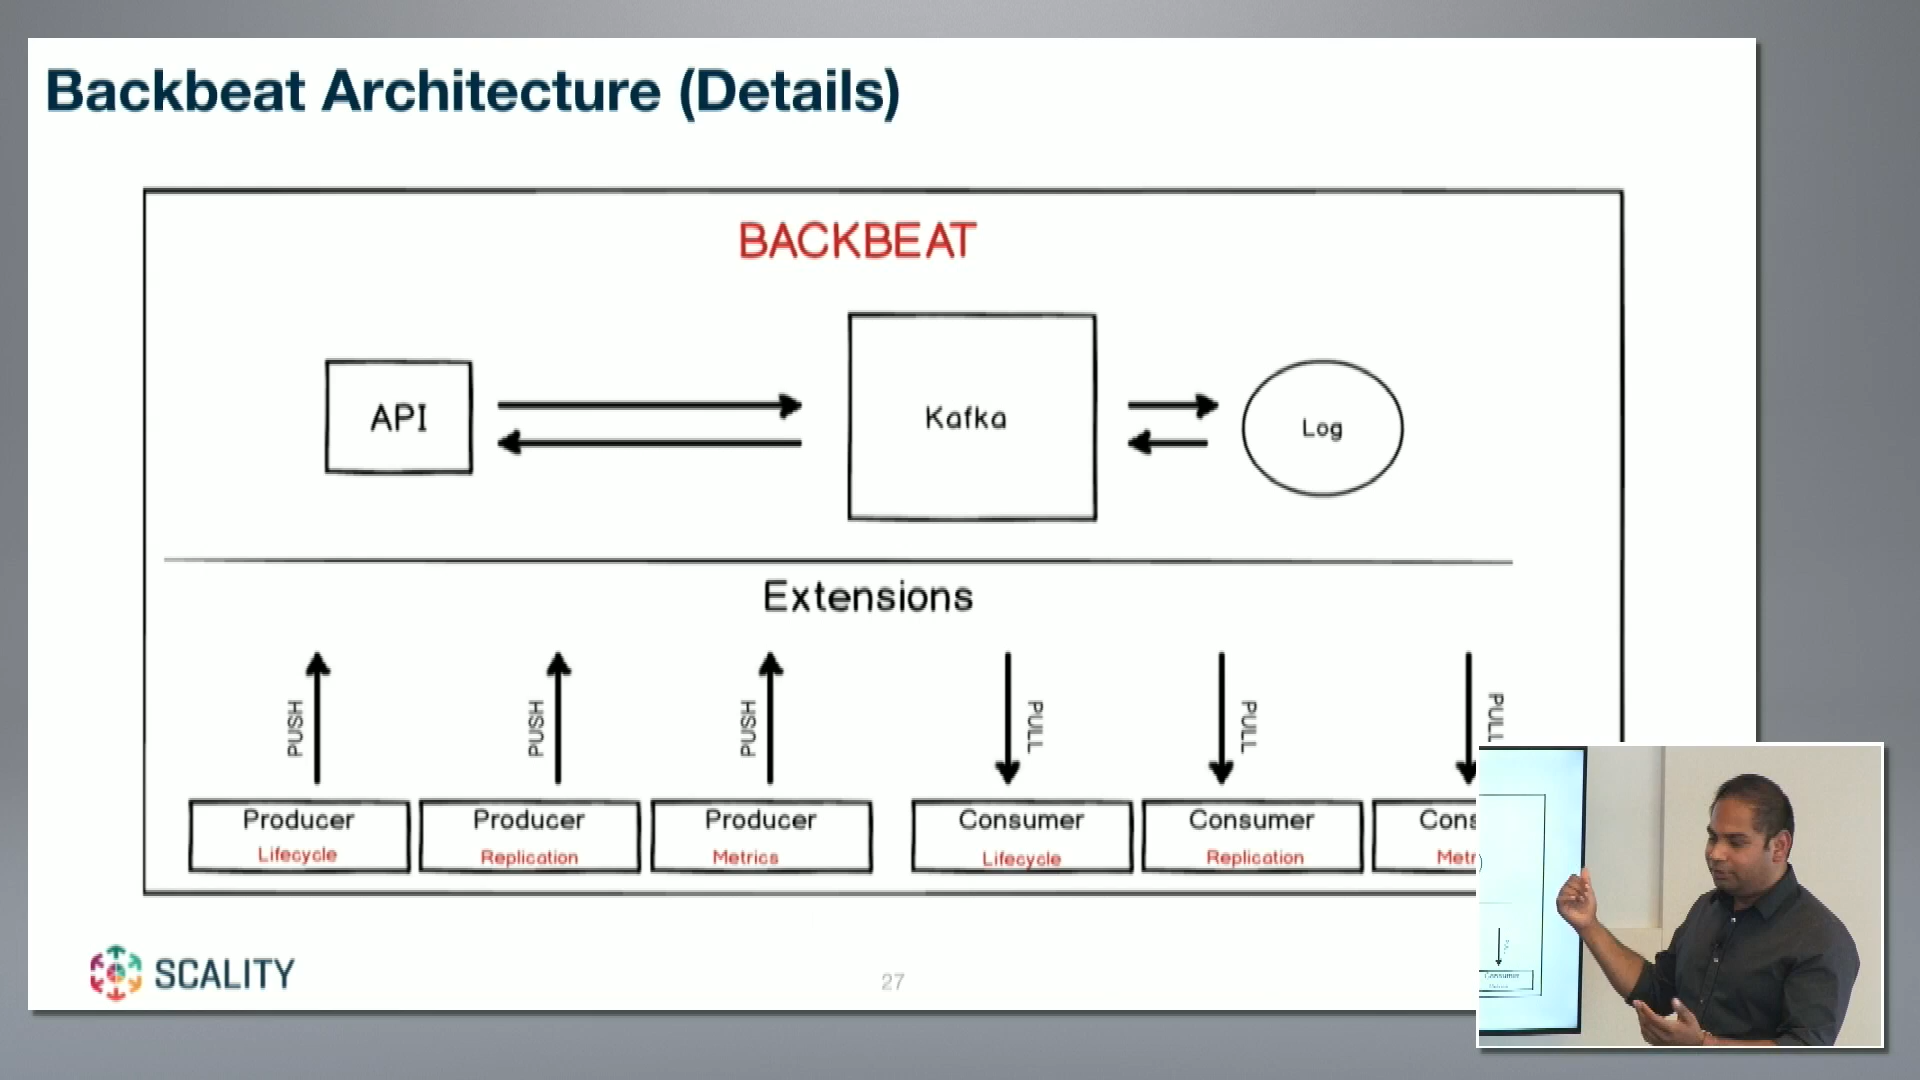 Backbeat Architecture (Details)
BACKBEAT
API
Kafka
Log
Extensions
PUSH
PUSH
PUSH
PULL
PULL
PULL
Producer
Lifecycle
Producer
Replication
Producer
Metrics
Consumer
Lifecycle
Consumer
Replication
Cons
Metr
SCALITY
27
Consumer